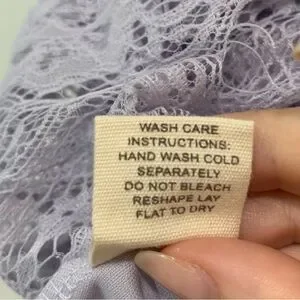 WASH CARE
INSTRUCTIONS:
HAND WASH COLD
SEPARATELY
DO NOT BLEACH
RESHAPE LAY
FLAT TO DRY